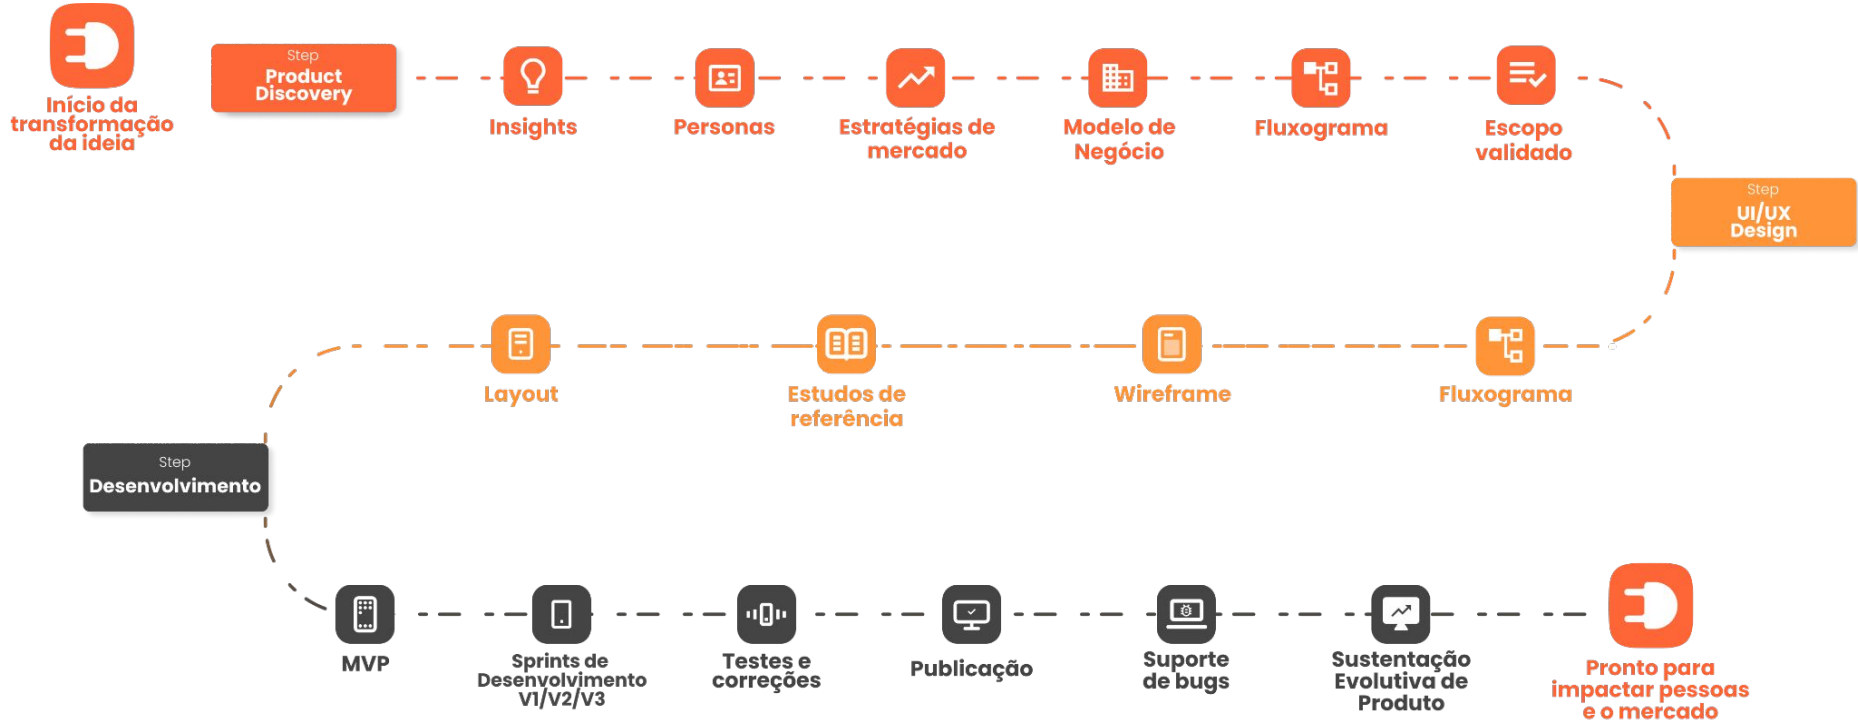 Início da
transformação
da ideia
Step
Product
Discovery
Insights
Personas
Estratégias de
mercado
Modelo de
Negócio
Fluxograma
Escopo
validado
Step
UI/UX
Design
Layout
Estudos de
referência
Wireframe
Fluxograma
Step
Desenvolvimento
MVP
Sprints de
Desenvolvimento
V1/V2/V3
Testes e
correções
Publicação
Suporte
de bugs
Sustentação
Evolutiva de
Produto
Pronto para
impactar pessoas
e o mercado